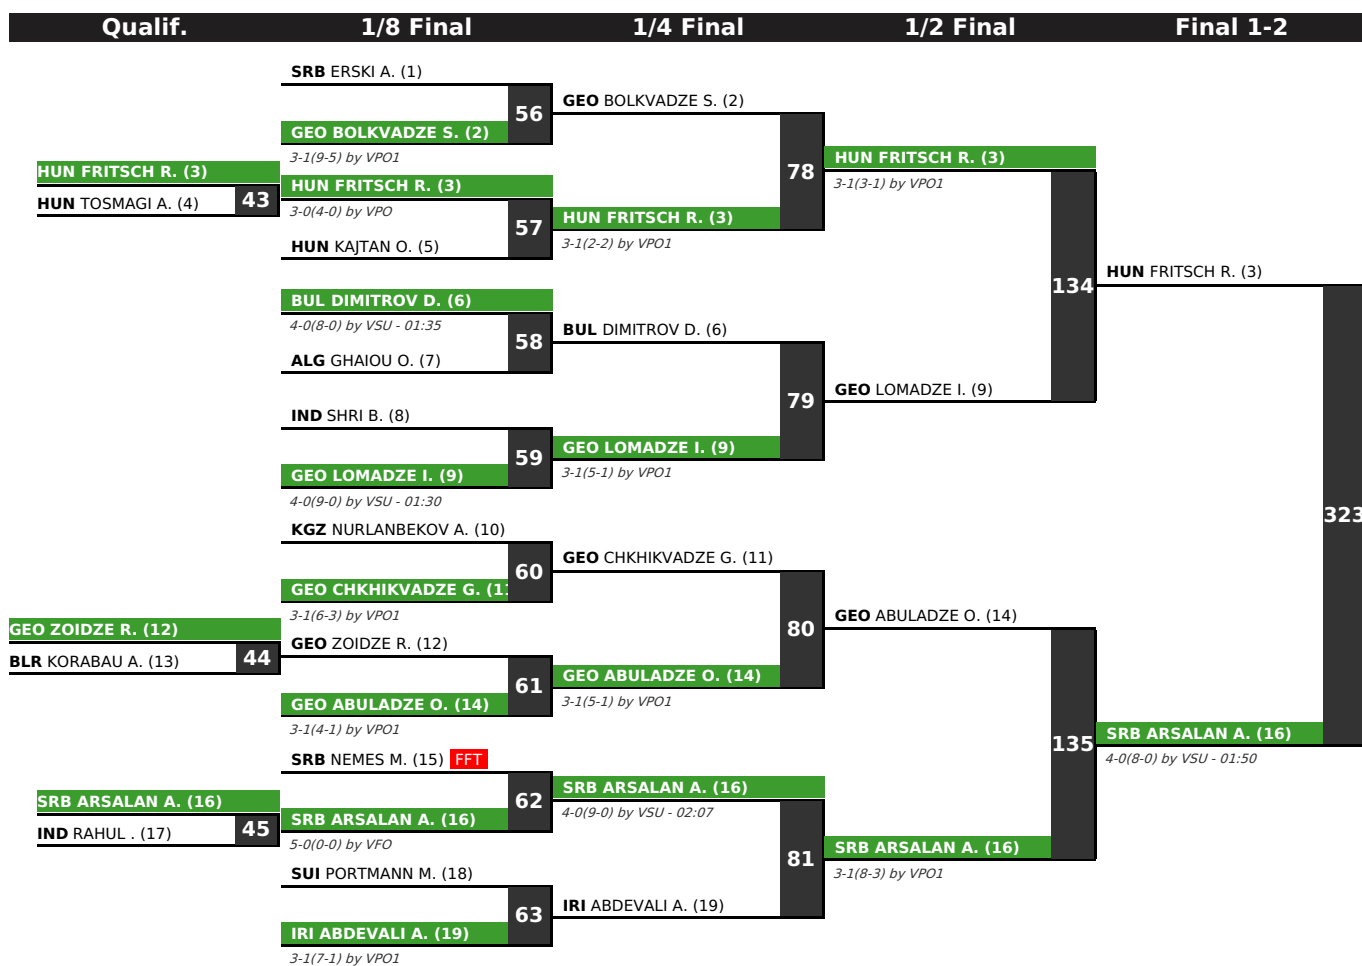 Qualif.
1/8 Final
1/4 Final
1/2 Final
Final 1-2
HUN FRITSCH R. (3)
HUN TOSMAGI A. (4)
43
GEO ZOIDZE R. (12)
BLR KORABAU A. (13)
44
SRB ARSALAN A. (16)
IND RAHUL . (17)
45
SRB ERSKI A. (1)
56
GEO BOLKVADZE S. (2)
3-1(9-5) by VPO1
HUN FRITSCH R. (3)
3-0(4-0) by VPO
57
HUN KAJTAN O. (5)
BUL DIMITROV D. (6)
4-0(8-0) by VSU - 01:35
58
ALG GHAIOU O. (7)
IND SHRI B. (8)
59
GEO LOMADZE I. (9)
4-0(9-0) by VSU - 01:30
KGZ NURLANBEKOV A. (10)
60
GEO CHKHIKVADZE G. (11
3-1(6-3) by VPO1
GEO ZOIDZE R. (12)
61
GEO ABULADZE O. (14)
3-1(4-1) by VPO1
SRB NEMES M. (15) FFT
62
SRB ARSALAN A. (16)
5-0(0-0) by VFO
SUI PORTMANN M. (18)
63
IRI ABDEVALI A. (19)
3-1(7-1) by VPO1
GEO BOLKVADZE S. (2)
78
HUN FRITSCH R. (3)
3-1(2-2) by VPO1
BUL DIMITROV D. (6)
79
GEO LOMADZE I. (9)
3-1(5-1) by VPO1
GEO CHKHIKVADZE G. (11)
80
GEO ABULADZE O. (14)
3-1(5-1) by VPO1
SRB ARSALAN A. (16)
4-0(9-0) by VSU - 02:07
81
IRI ABDEVALI A. (19)
HUN FRITSCH R. (3)
3-1(3-1) by VPO1
134
GEO LOMADZE I. (9)
GEO ABULADZE O. (14)
135
SRB ARSALAN A. (16)
3-1(8-3) by VPO1
HUN FRITSCH R. (3)
323
SRB ARSALAN A. (16)
4-0(8-0) by VSU - 01:50